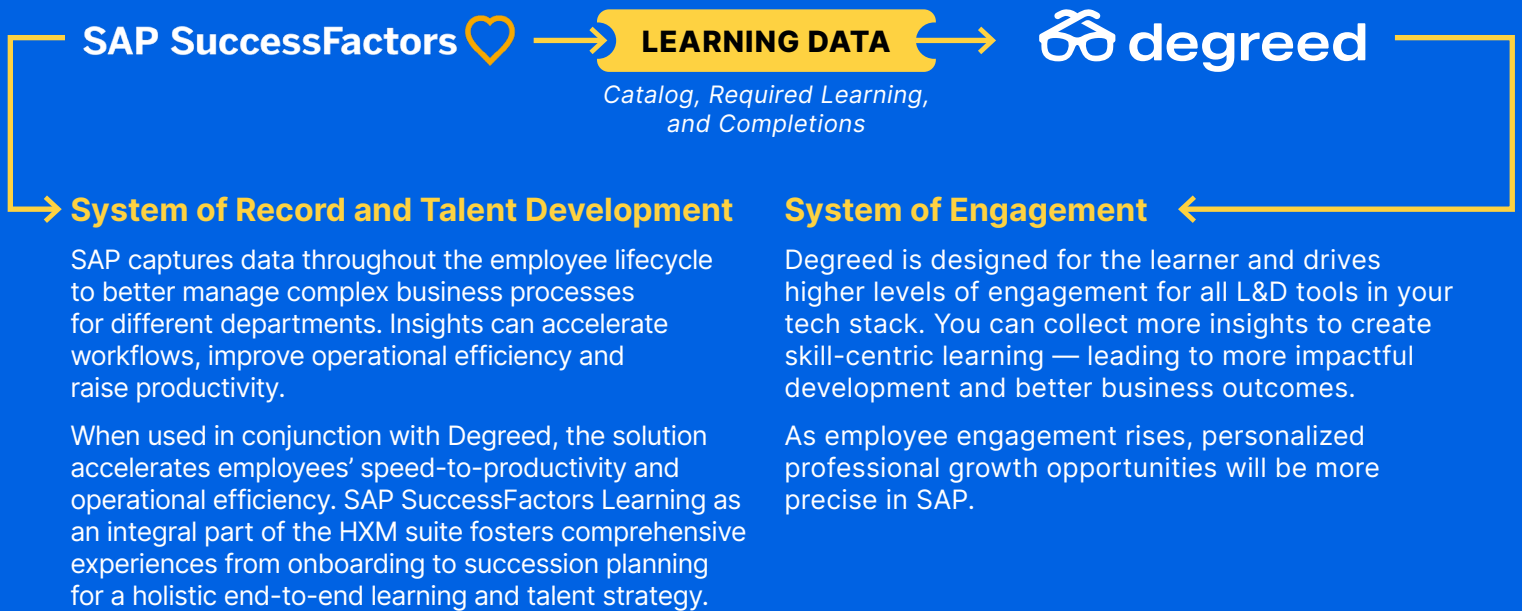 SAP SuccessFactors
LEARNING DATA
degreed
Catalog, Required Learning,
and Completions
System of Record and Talent Development
SAP captures data throughout the employee lifecycle
to better manage complex business processes
for different departments. Insights can accelerate
workflows, improve operational efficiency and
raise productivity.
When used in conjunction with Degreed, the solution
accelerates employees’ speed-to-productivity and
operational efficiency. SAP SuccessFactors Learning as
an integral part of the HXM suite fosters comprehensive
experiences from onboarding to succession planning
for a holistic end-to-end learning and talent strategy.
System of Engagement
Degreed is designed for the learner and drives
higher levels of engagement for all L&D tools in your
tech stack. You can collect more insights to create
skill-centric learning — leading to more impactful
development and better business outcomes.
As employee engagement rises, personalized
professional growth opportunities will be more
precise in SAP.